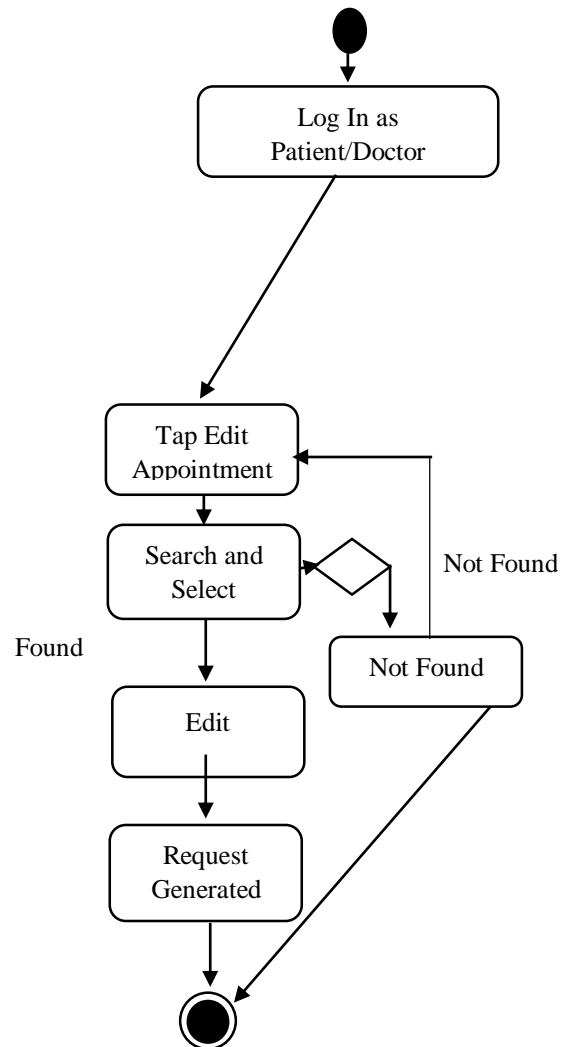 Log In as
Patient/Doctor
Tap Edit
Appointment
Search and
Select
Not Found
Found
Not Found
Edit
Request
Generated